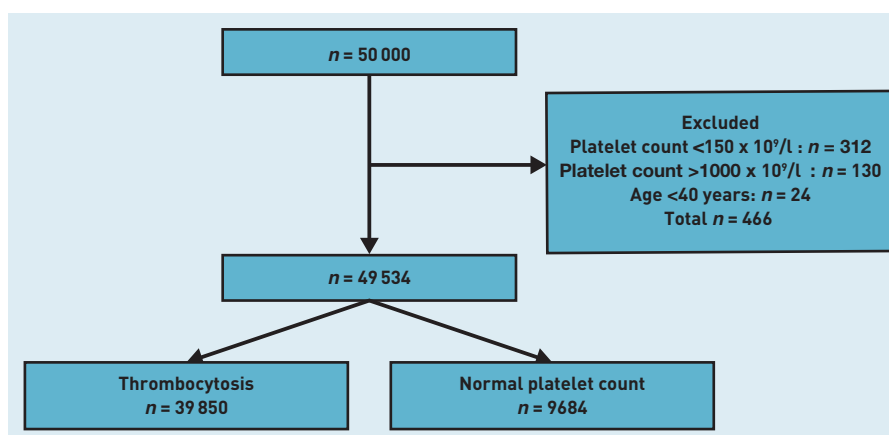 n = 50 000
Excluded
Platelet count <150 x 10⁹/l : n = 312
Platelet count >1000 x 10⁹/l : n = 130
Age <40 years: n = 24
Total n = 466
n = 49 534
Thrombocytosis
n = 39 850
Normal platelet count
n = 9684